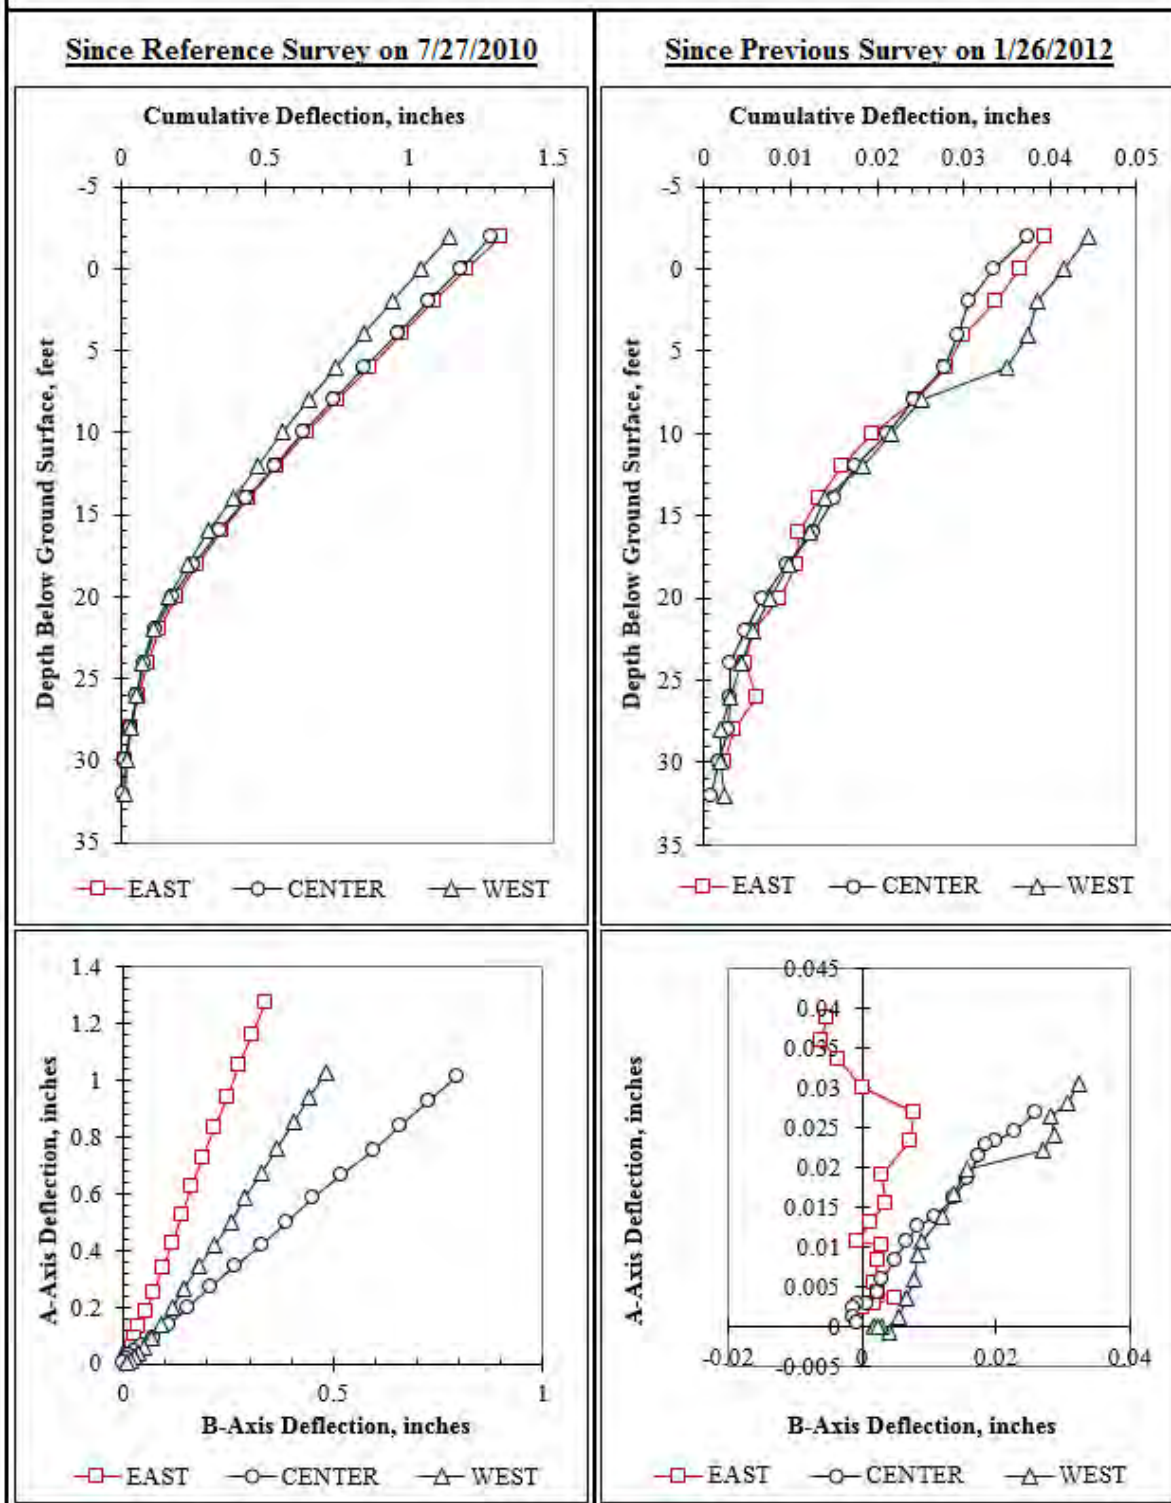 Since Reference Survey on 7/27/2010
Cumulative Deflection, inches
0 0.5 1 1.5
-5
0
5
10
15
20
25
30
35
Depth Below Ground Surface, feet
EAST CENTER WEST
Since Previous Survey on 1/26/2012
Cumulative Deflection, inches
0 0.01 0.02 0.03 0.04 0.05
-5
0
5
10
15
20
25
30
35
Depth Below Ground Surface, feet
EAST CENTER WEST
1.4
1.2
1
0.8
0.6
0.4
0.2
0
A-Axis Deflection, inches
0 0.5 1
B-Axis Deflection, inches
EAST CENTER WEST
0.045
0.04
0.035
0.03
0.025
0.02
0.015
0.01
0.005
0
-0.005
A-Axis Deflection, inches
-0.02 0 0.02 0.04
B-Axis Deflection, inches
EAST CENTER WEST